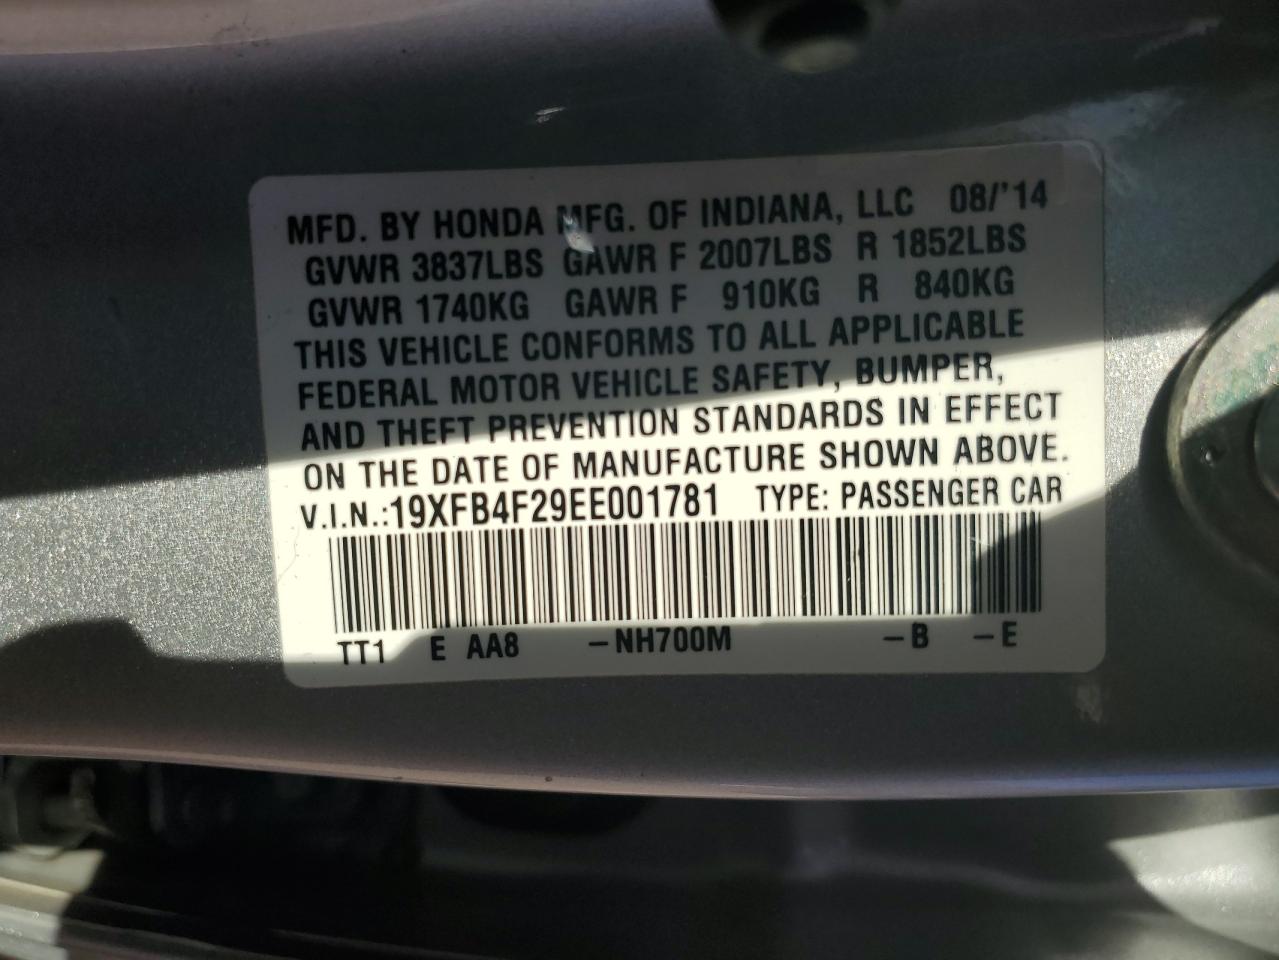 MFD. BY HONDA MFG. OF INDIANA, LLC 08/'14
GVWR 3837LBS GAWR F 2007LBS R 1852LBS
GVWR 1740KG GAWR F 910KG R 840KG
THIS VEHICLE CONFORMS TO ALL APPLICABLE
FEDERAL MOTOR VEHICLE SAFETY, BUMPER,
AND THEFT PREVENTION STANDARDS IN EFFECT
ON THE DATE OF MANUFACTURE SHOWN ABOVE.
V.I.N.:19XFB4F29EE001781 TYPE: PASSENGER CAR
TT1 E AA8 –NH700M –B –E